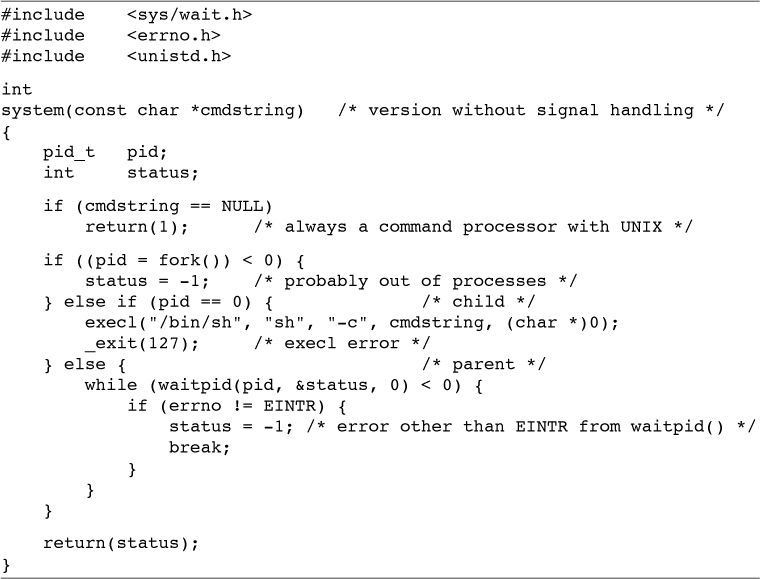 #include    <sys/wait.h>
#include    <errno.h>
#include    <unistd.h>
int
system(const char *cmdstring)   /* version without signal handling */
{
    pid_t   pid;
    int     status;
    if (cmdstring == NULL)
        return(1);      /* always a command processor with UNIX */
    if ((pid = fork()) < 0) {
        status = -1;    /* probably out of processes */
    } else if (pid == 0) {              /* child */
        execl("/bin/sh", "sh", "-c", cmdstring, (char *)0);
        _exit(127);     /* execl error */
    } else {                            /* parent */
        while (waitpid(pid, &status, 0) < 0) {
            if (errno != EINTR) {
                status = -1; /* error other than EINTR from waitpid() */
                break;
            }
        }
    }
    return(status);
}